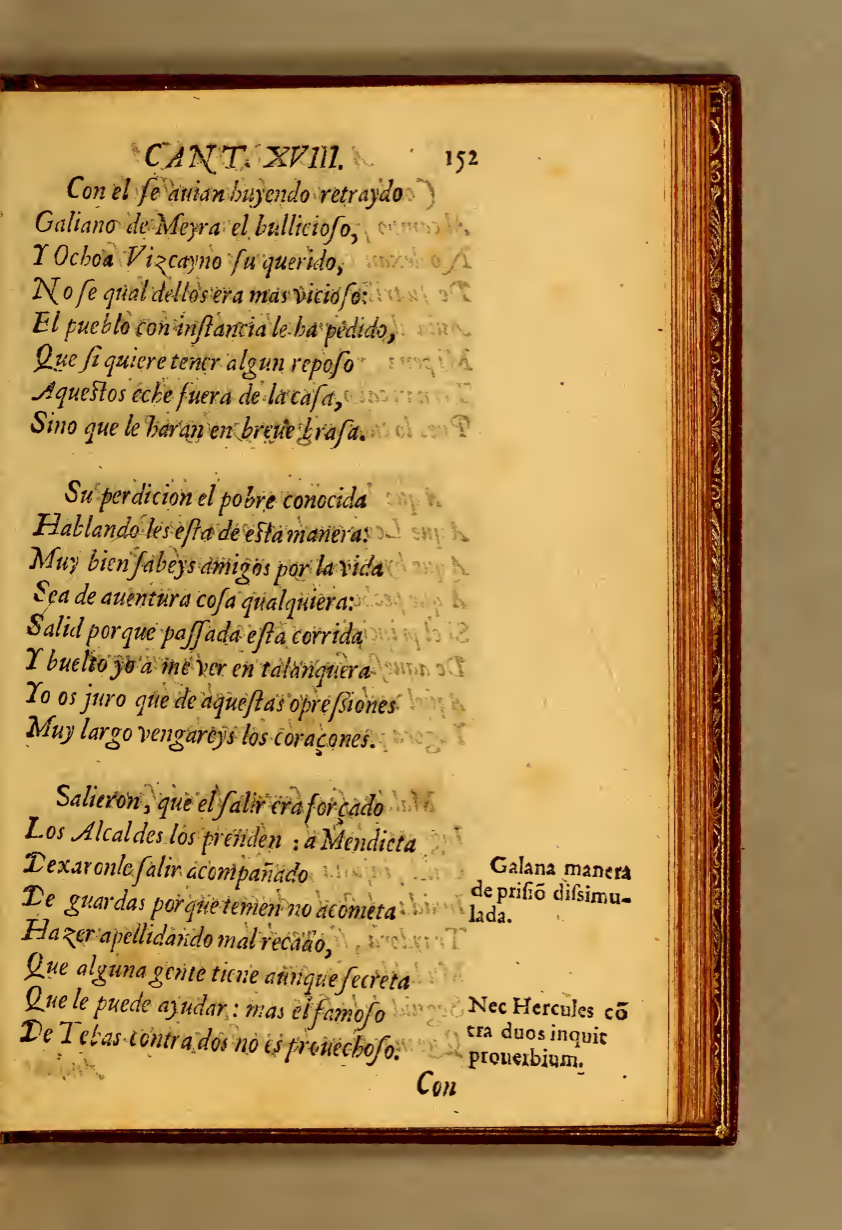 CANT. XVIII. 152
Con el ſe auian huyendo retraydo
Galiano de Meyra el bullicioſo,
Y Ochoa Vizcayno ſu querido,
No ſe qual dellos era mas vicioſo:
El pueblo con inſtancia le ha pedido,
Que ſi quiere tener algun repoſo
Aqueſtos eche fuera de la caſa,
Sino que le haran en breue braſa.
Su perdicion el pobre conocida
Hablando les eſta de eſta manera:
Muy bien ſabeys amigos por la vida
Sea de auentura coſa qualquiera:
Salid porque paſſada eſta corrida
Y buelto yo a me ver en talanquera
Yo os juro que de aqueſtas opreſsiones
Muy largo vengareys los coraçones.
Salieron, que el ſalir era forçado
Los Alcaldes los prenden : a Mendieta
Dexaronle ſalir acompañado
De guardas porque temen no acometa
Hazer apellidando mal recado,
Que alguna gente tiene aunque ſecreta
Que le puede ayudar : mas el famoſo
De Tebas contra dos no es prouechoſo.
Galana manera
de priſiõ diſsimu-
lada.
Nec Hercules cõ
tra duos inquit
prouerbium.
Con